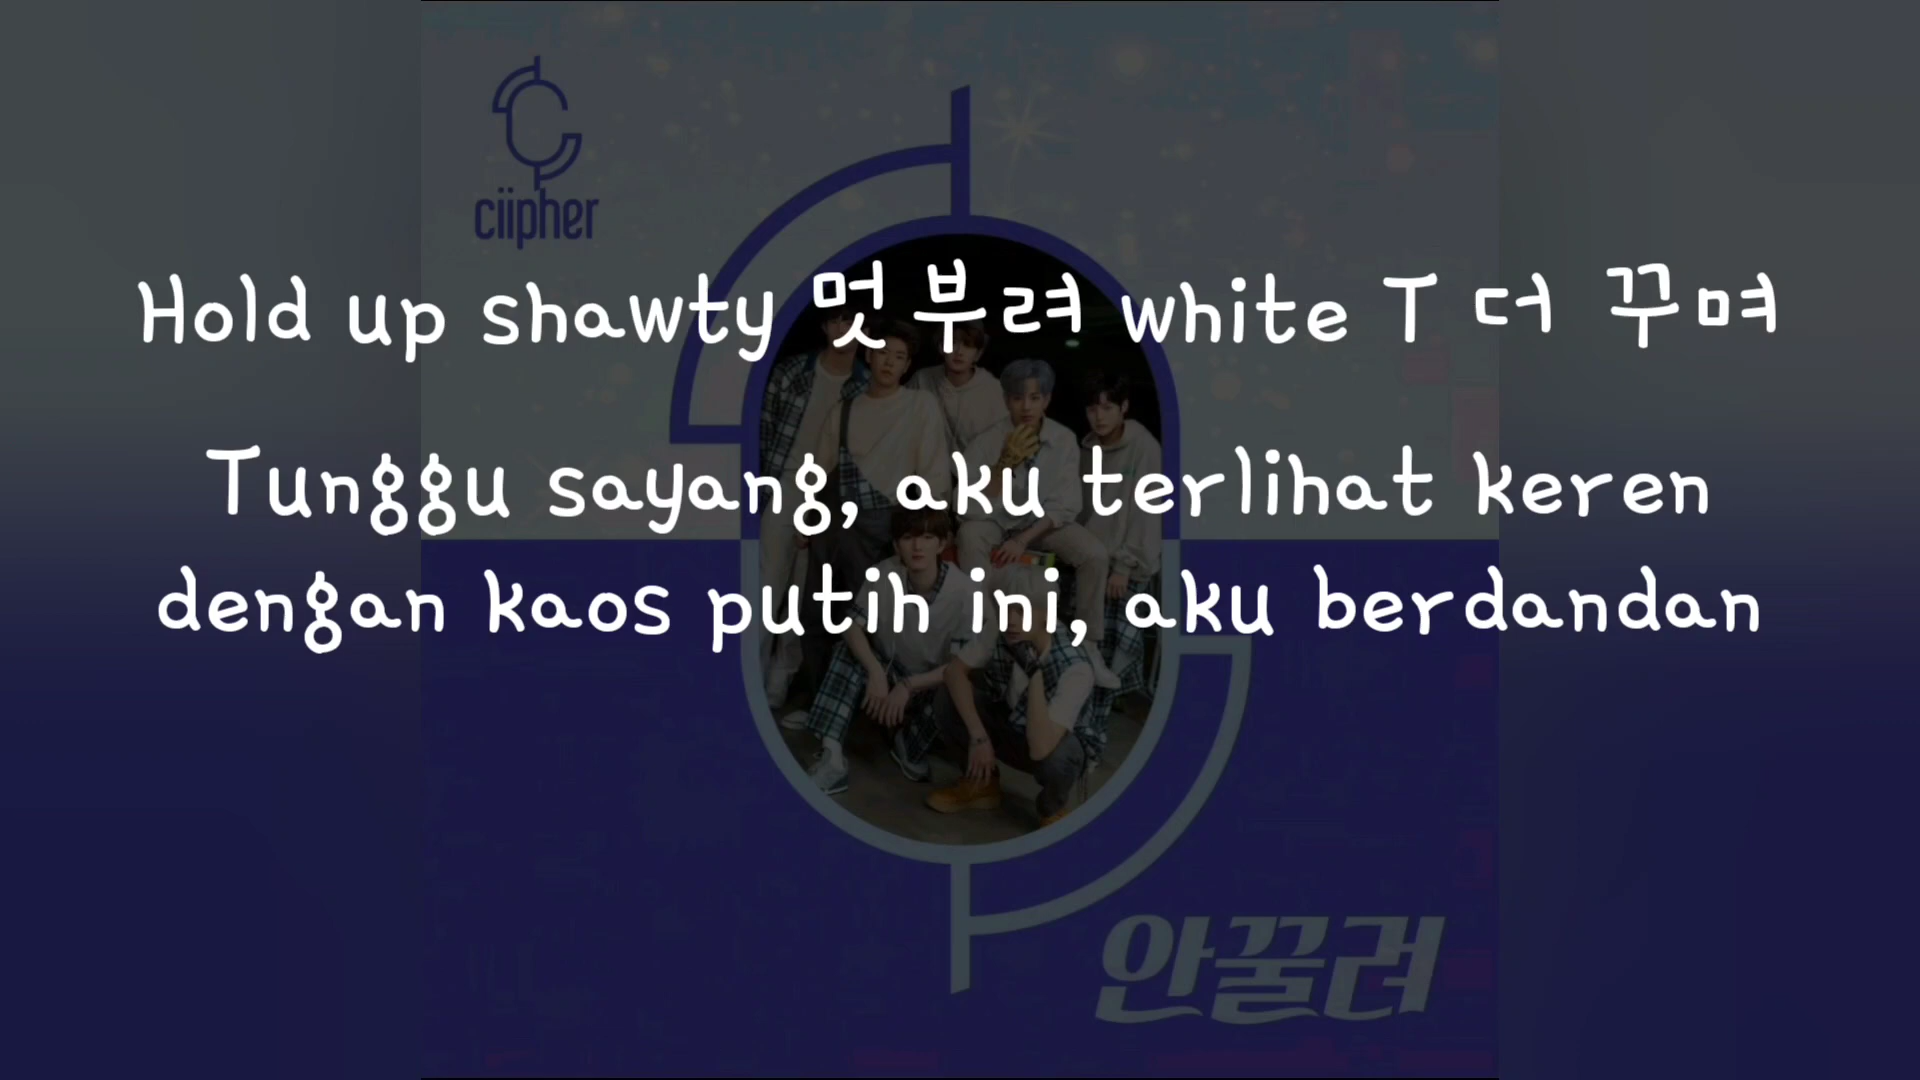 ciipher
Hold up shawty 멋 부려 white T 더 꾸며
Tunggu sayang, aku terlihat keren
dengan kaos putih ini, aku berdandan
안꿀려